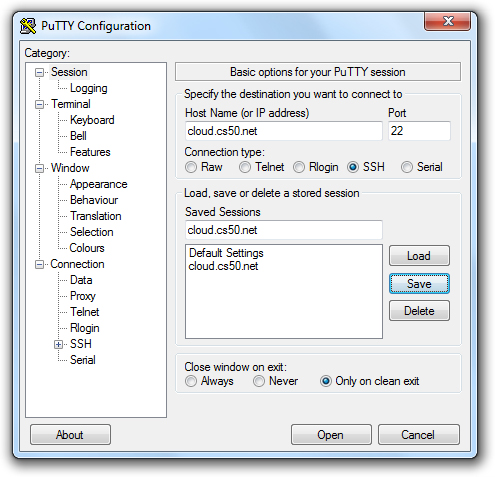 PuTTY Configuration
Category:
Session
Logging
Terminal
Keyboard
Bell
Features
Window
Appearance
Behaviour
Translation
Selection
Colours
Connection
Data
Proxy
Telnet
Rlogin
SSH
Serial
Basic options for your PuTTY session
Specify the destination you want to connect to
Host Name (or IP address) Port
cloud.cs50.net 22
Connection type:
Raw Telnet Rlogin SSH Serial
Load, save or delete a stored session
Saved Sessions
cloud.cs50.net
Default Settings
cloud.cs50.net
Load
Save
Delete
Close window on exit:
Always Never Only on clean exit
About Open Cancel